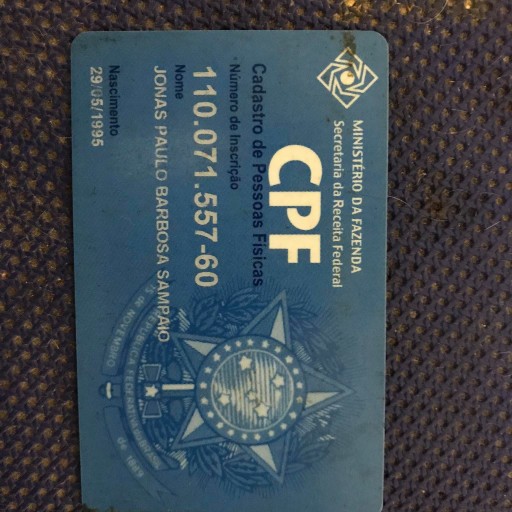 MINISTÉRIO DA FAZENDA
Secretaria da Receita Federal
CPF
Cadastro de Pessoas Físicas
Número de Inscrição
110.071.557-60
Nome
JONAS PAULO BARBOSA SAMPAIO
Nascimento
29/05/1995